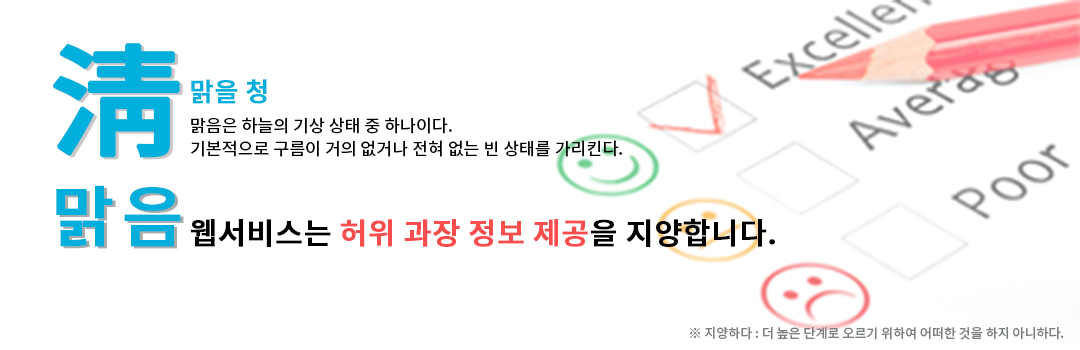 淸
맑을 청
맑음은 하늘의 기상 상태 중 하나이다.
기본적으로 구름이 거의 없거나 전혀 없는 빈 상태를 가리킨다.
맑음 웹서비스는 허위 과장 정보 제공을 지양합니다.
Excellent
Average
Poor
※ 지양하다 : 더 높은 단계로 오르기 위하여 어떠한 것을 하지 아니하다.